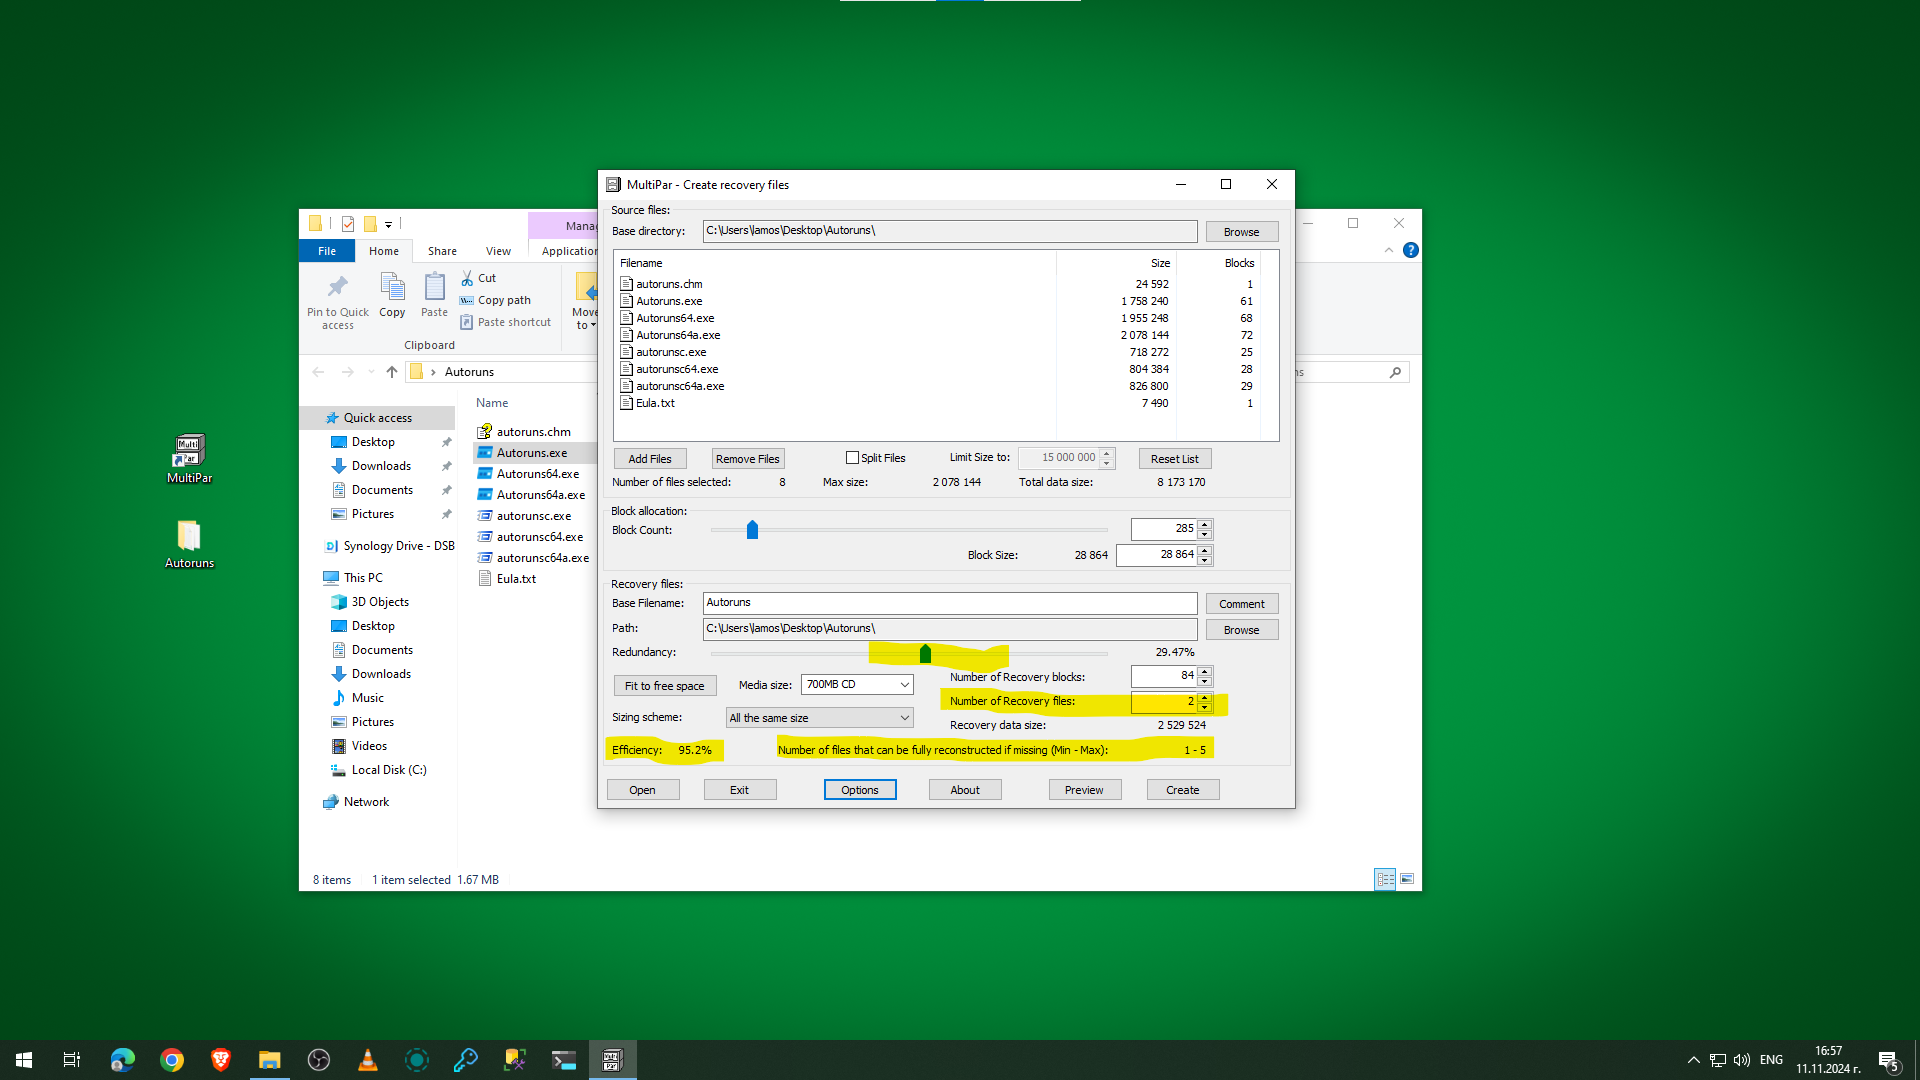 MultiPar
Autoruns
Manag
File
Home
Share
View
Application
Pin to Quick access
Copy
Paste
Cut
Copy path
Paste shortcut
Move to
Clipboard
Autoruns
ns
Quick access
Desktop
Downloads
Documents
Pictures
Synology Drive - DSB
This PC
3D Objects
Desktop
Documents
Downloads
Music
Pictures
Videos
Local Disk (C:)
Network
Name
autoruns.chm
Autoruns.exe
Autoruns64.exe
Autoruns64a.exe
autorunsc.exe
autorunsc64.exe
autorunsc64a.exe
Eula.txt
8 items 1 item selected 1.67 MB
MultiPar - Create recovery files
Source files:
Base directory: C:\Users\lamos\Desktop\Autoruns\ Browse
Filename Size Blocks
autoruns.chm 24 592 1
Autoruns.exe 1 758 240 61
Autoruns64.exe 1 955 248 68
Autoruns64a.exe 2 078 144 72
autorunsc.exe 718 272 25
autorunsc64.exe 804 384 28
autorunsc64a.exe 826 800 29
Eula.txt 7 490 1
Add Files Remove Files Split Files Limit Size to: 15 000 000 Reset List
Number of files selected: 8 Max size: 2 078 144 Total data size: 8 173 170
Block allocation:
Block Count: 285
Block Size: 28 864 28 864
Recovery files:
Base Filename: Autoruns Comment
Path: C:\Users\lamos\Desktop\Autoruns\ Browse
Redundancy: 29.47%
Fit to free space Media size: 700MB CD Number of Recovery blocks: 84
Number of Recovery files: 2
Sizing scheme: All the same size Recovery data size: 2 529 524
Efficiency: 95.2% Number of files that can be fully reconstructed if missing (Min - Max): 1 - 5
Open Exit Options About Preview Create
ENG
16:57
11.11.2024 г.
5